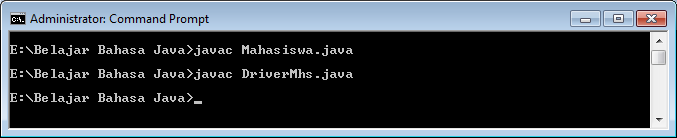 Administrator: Command Prompt
E:\Belajar Bahasa Java>javac Mahasiswa.java
E:\Belajar Bahasa Java>javac DriverMhs.java
E:\Belajar Bahasa Java>_